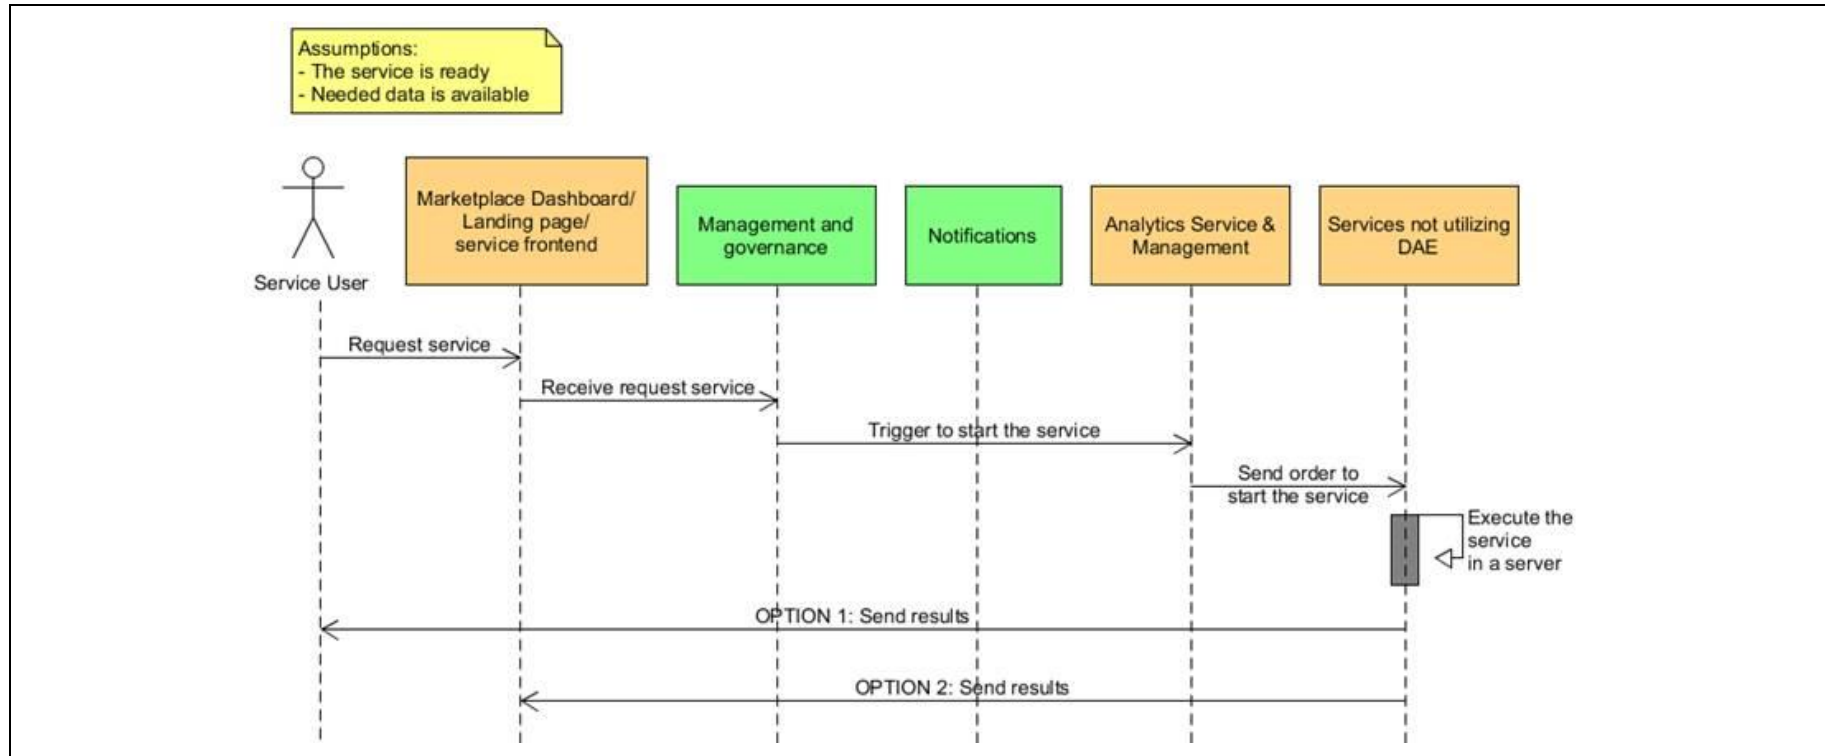 Assumptions:
- The service is ready
- Needed data is available
Marketplace Dashboard/
Landing page/
service frontend
Management and
governance
Notifications
Analytics Service &
Management
Services not utilizing
DAE
Service User
Request service
Receive request service
Trigger to start the service
Send order to
start the service
Execute the
service
in a server
OPTION 1: Send results
OPTION 2: Send results